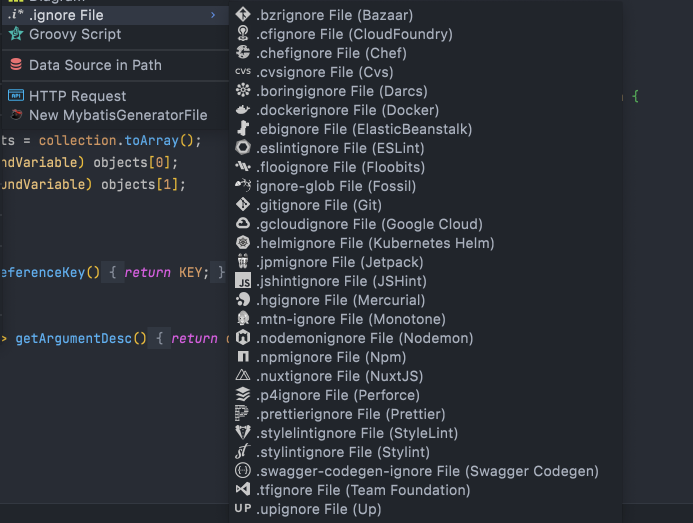 Diagram
.i* .ignore File
Groovy Script
Data Source in Path
API HTTP Request
New MybatisGeneratorFile
.bzrignore File (Bazaar)
.cfignore File (CloudFoundry)
.chefignore File (Chef)
CVS .cvsignore File (Cvs)
.boringignore File (Darcs)
.dockerignore File (Docker)
.ebignore File (ElasticBeanstalk)
.eslintignore File (ESLint)
.flooignore File (Floobits)
ignore-glob File (Fossil)
.gitignore File (Git)
.gcloudignore File (Google Cloud)
.helmignore File (Kubernetes Helm)
.jpmignore File (Jetpack)
JS .jshintignore File (JSHint)
.hgignore File (Mercurial)
.mtn-ignore File (Monotone)
.nodemonignore File (Nodemon)
.npmignore File (Npm)
.nuxtignore File (NuxtJS)
.p4ignore File (Perforce)
.prettierignore File (Prettier)
.stylelintignore File (StyleLint)
st .stylintignore File (Stylint)
.swagger-codegen-ignore File (Swagger Codegen)
.tfignore File (Team Foundation)
UP .upignore File (Up)
{
ts = collection.toArray();
undVariable) objects[0];
undVariable) objects[1];
eferenceKey() { return KEY; }
> getArgumentDesc() { return